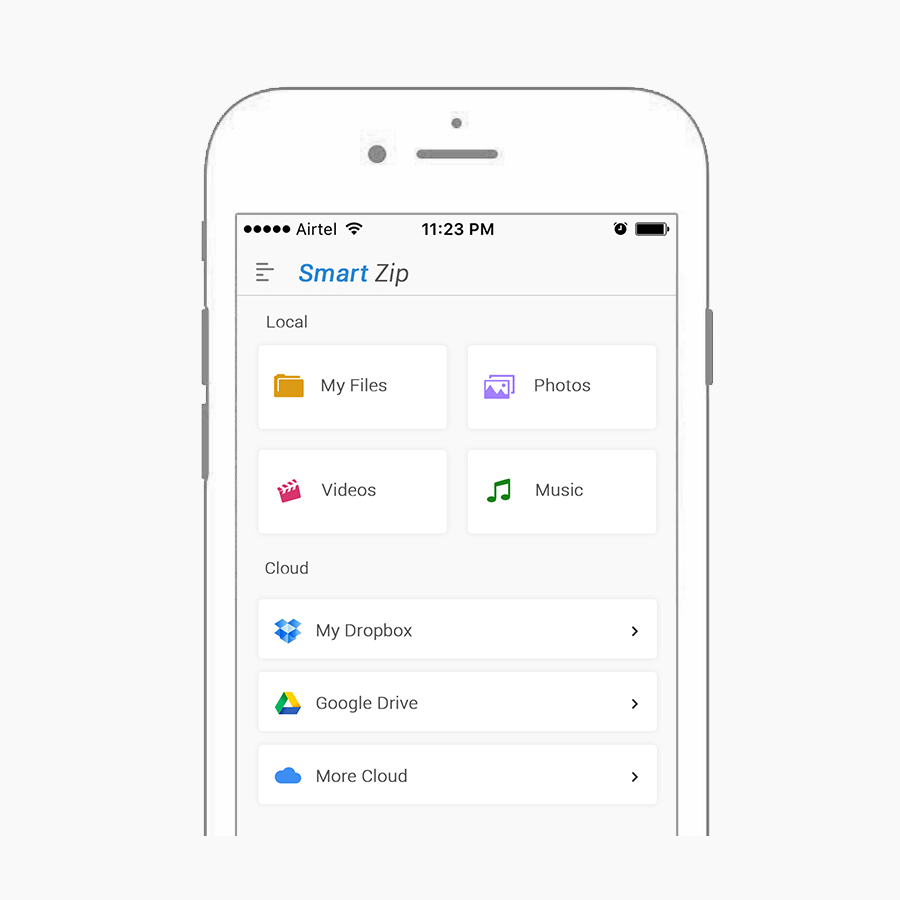 Airtel 11:23 PM
Smart Zip
Local
My Files Photos
Videos Music
Cloud
My Dropbox
Google Drive
More Cloud